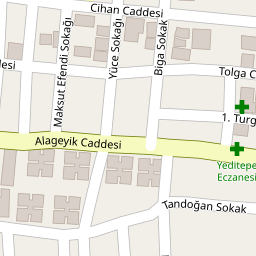 Cihan Caddesi
Maksut Efendi Sokağı
Yüce Sokağı
Biga Sokak
desi
Tolga C
1. Turg
Alageyik Caddesi
Yeditepe
Eczanesi
Tandoğan Sokak